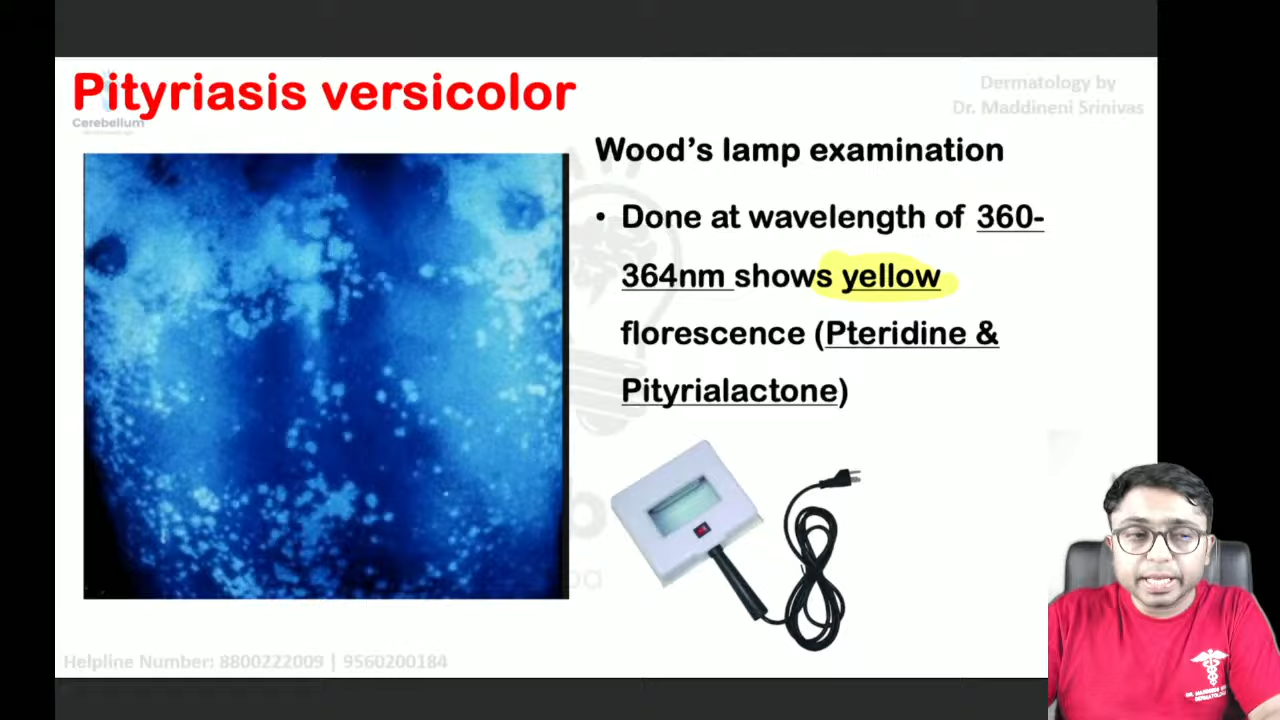 Pityriasis versicolor
Cerebellum
Dermatology by
Dr. Maddineni Srinivas
Wood's lamp examination
• Done at wavelength of 360-
364nm shows yellow
florescence (Pteridine &
Pityrialactone)
Helpline Number: 8800222009 | 9560200184